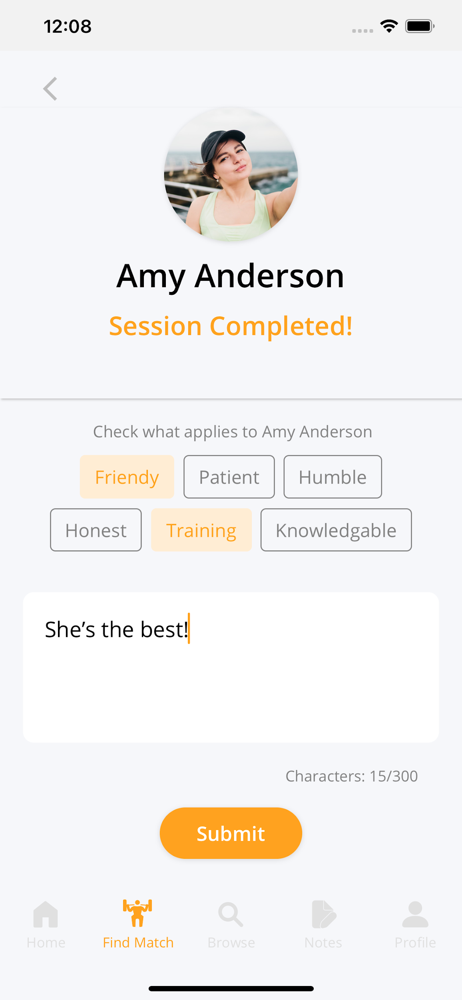 12:08
Amy Anderson
Session Completed!
Check what applies to Amy Anderson
Friendy Patient Humble
Honest Training Knowledgable
She's the best!
Characters: 15/300
Submit
Home Find Match Browse Notes Profile